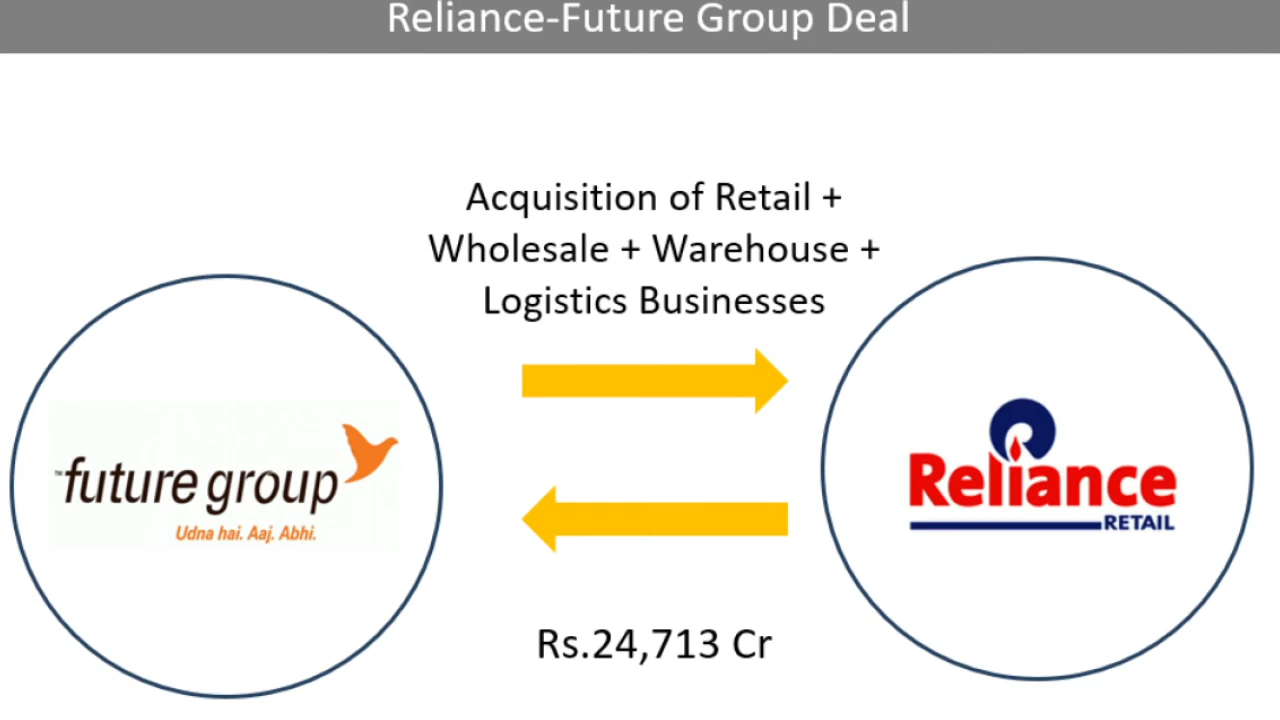 Reliance-Future Group Deal
Acquisition of Retail +
Wholesale + Warehouse +
Logistics Businesses
™future group
Udna hai. Aaj. Abhi.
Reliance
RETAIL
Rs.24,713 Cr